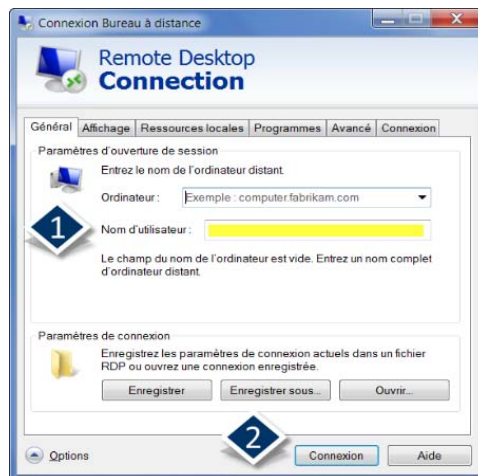 Connexion Bureau à distance
Remote Desktop
Connection
Général Affichage Ressources locales Programmes Avancé Connexion
Paramètres d'ouverture de session
Entrez le nom de l'ordinateur distant.
Ordinateur : Exemple : computer.fabrikam.com
1
Nom d'utilisateur :
Le champ du nom de l'ordinateur est vide. Entrez un nom complet
d'ordinateur distant.
Paramètres de connexion
Enregistrez les paramètres de connexion actuels dans un fichier
RDP ou ouvrez une connexion enregistrée.
Enregistrer Enregistrer sous... Ouvrir...
2
Options Connexion Aide